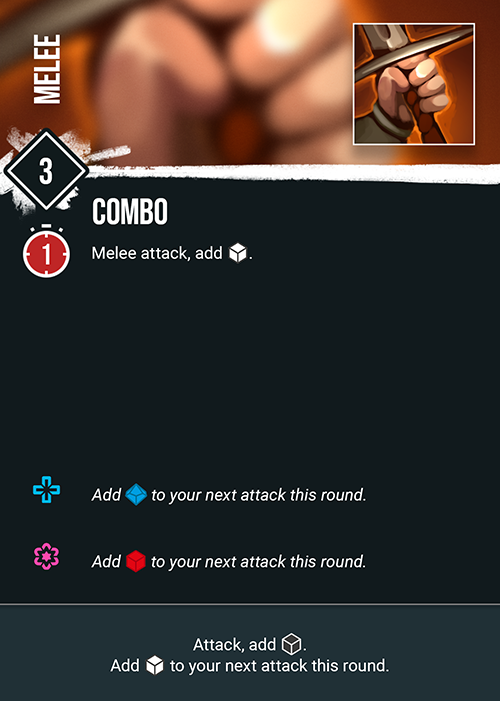 MELEE
3
COMBO
1
Melee attack, add .
Add to your next attack this round.
Add to your next attack this round.
Attack, add .
Add to your next attack this round.